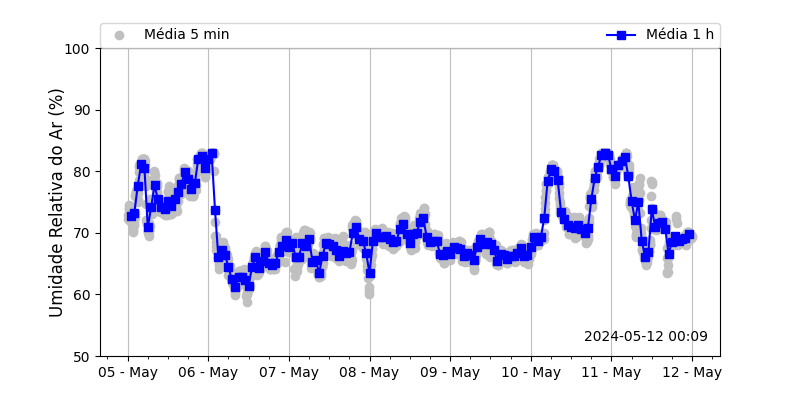 Média 5 min
Média 1 h
Umidade Relativa do Ar (%)
100
90
80
70
60
50
2024-05-12 00:09
05 - May
06 - May
07 - May
08 - May
09 - May
10 - May
11 - May
12 - May